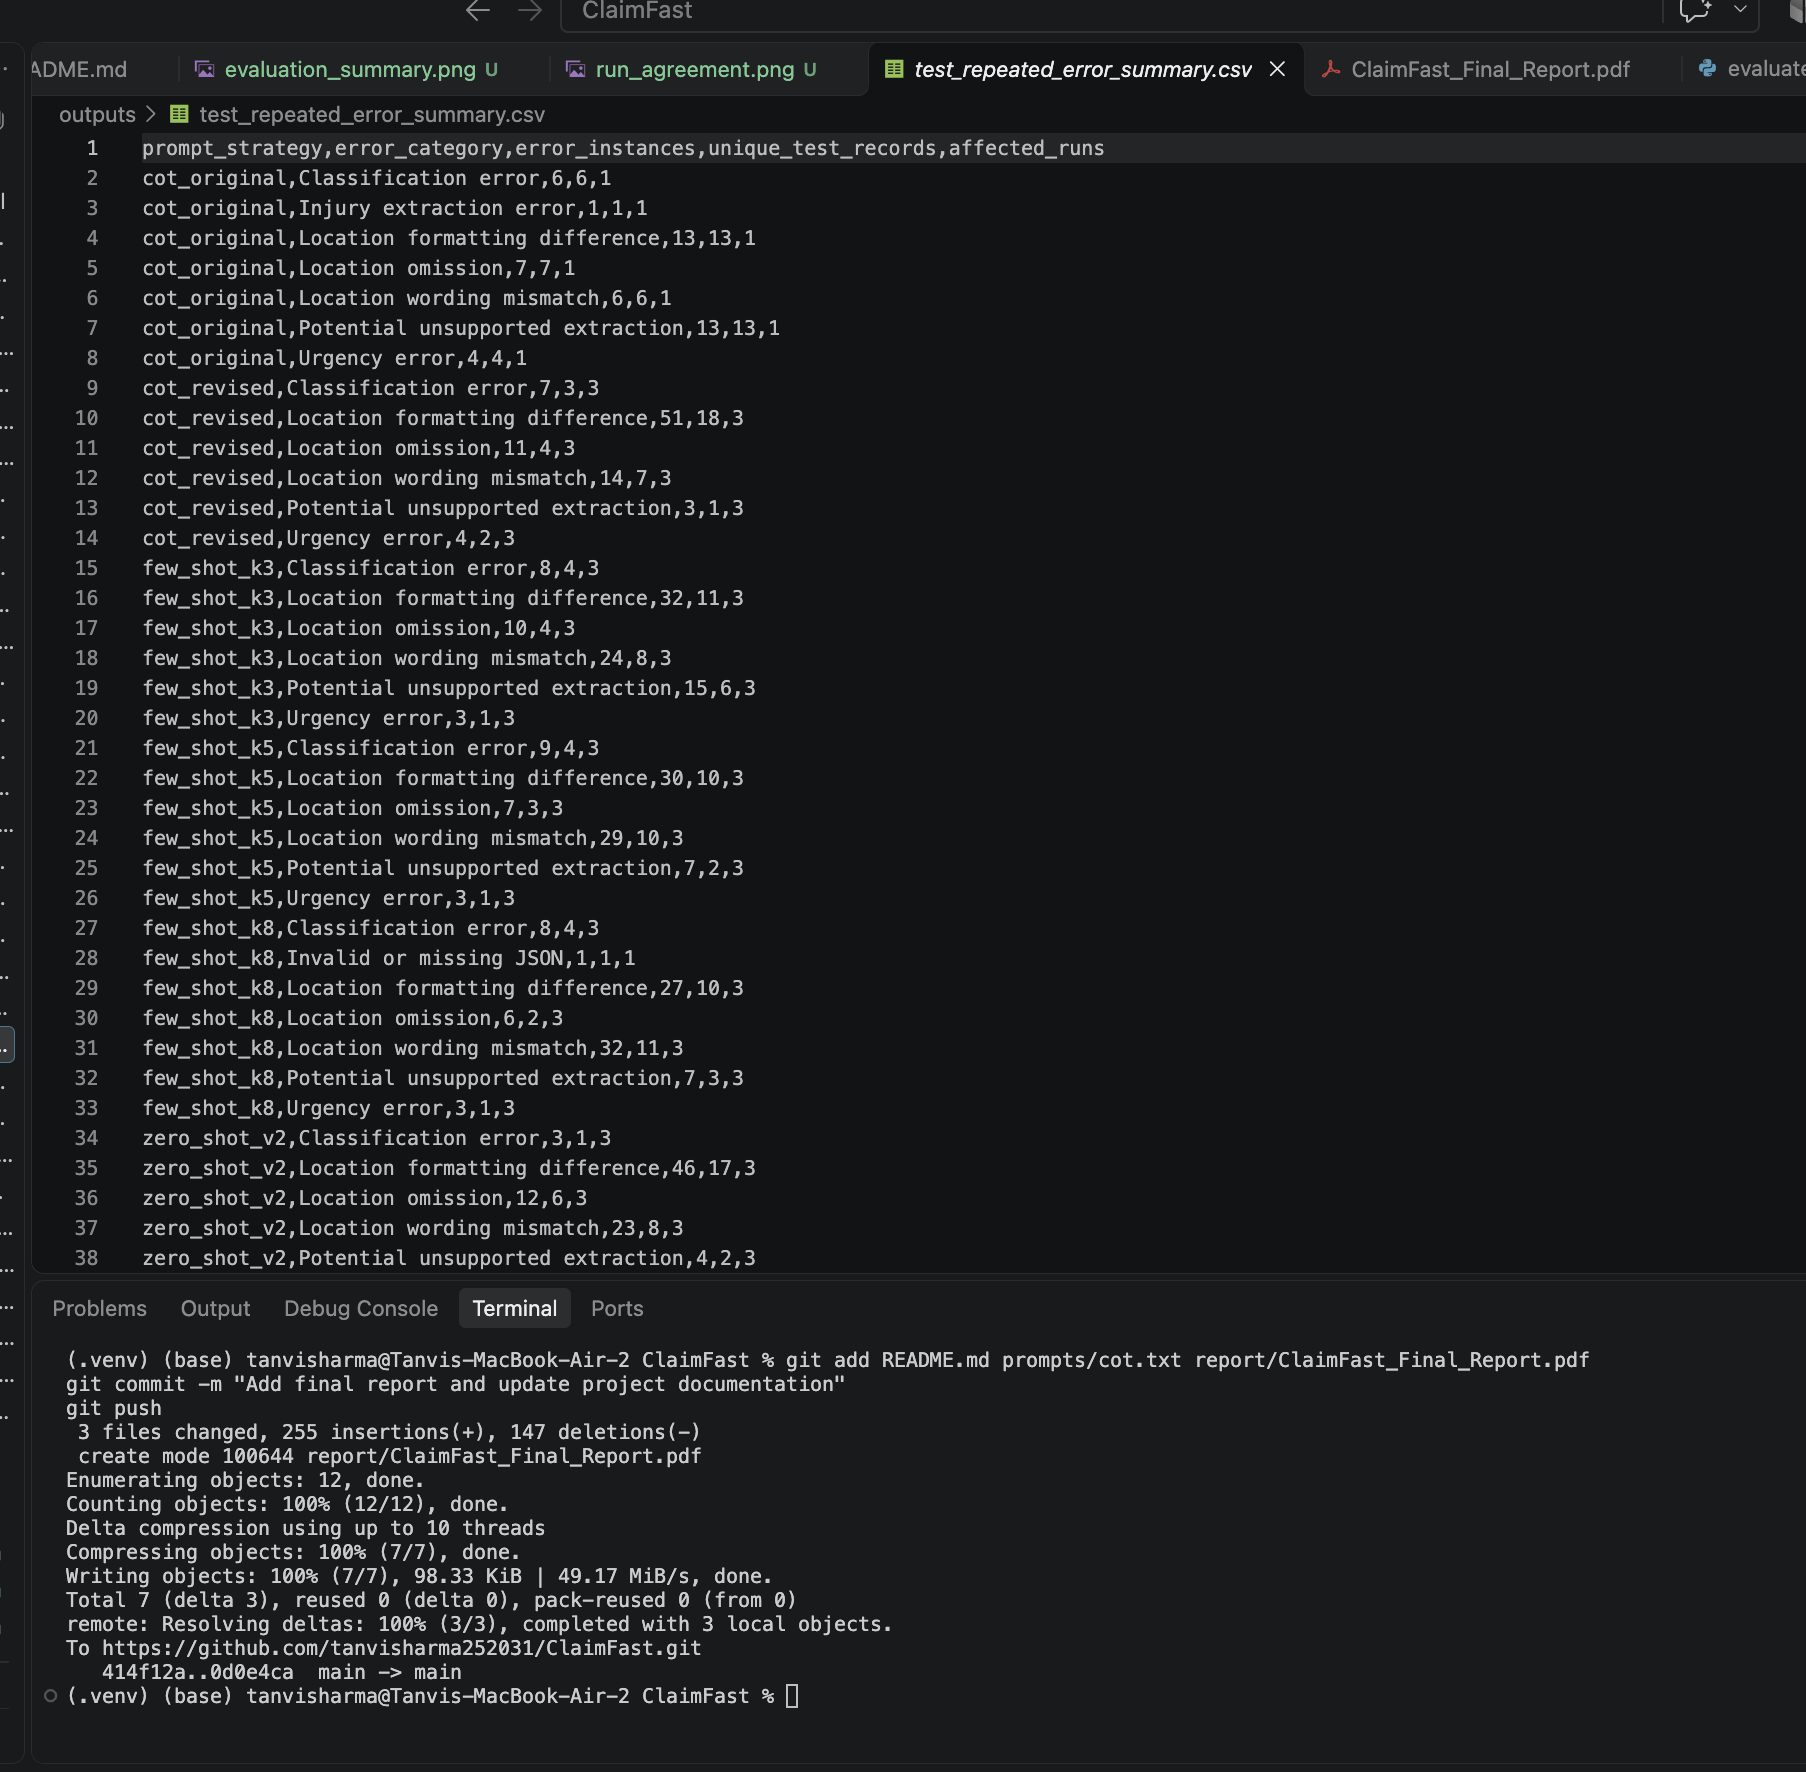 ClaimFast
ADME.md
evaluation_summary.png U
run_agreement.png U
test_repeated_error_summary.csv
ClaimFast_Final_Report.pdf
evaluate
outputs > test_repeated_error_summary.csv
1 prompt_strategy,error_category,error_instances,unique_test_records,affected_runs
2 cot_original,Classification error,6,6,1
3 cot_original,Injury extraction error,1,1,1
4 cot_original,Location formatting difference,13,13,1
5 cot_original,Location omission,7,7,1
6 cot_original,Location wording mismatch,6,6,1
7 cot_original,Potential unsupported extraction,13,13,1
8 cot_original,Urgency error,4,4,1
9 cot_revised,Classification error,7,3,3
10 cot_revised,Location formatting difference,51,18,3
11 cot_revised,Location omission,11,4,3
12 cot_revised,Location wording mismatch,14,7,3
13 cot_revised,Potential unsupported extraction,3,1,3
14 cot_revised,Urgency error,4,2,3
15 few_shot_k3,Classification error,8,4,3
16 few_shot_k3,Location formatting difference,32,11,3
17 few_shot_k3,Location omission,10,4,3
18 few_shot_k3,Location wording mismatch,24,8,3
19 few_shot_k3,Potential unsupported extraction,15,6,3
20 few_shot_k3,Urgency error,3,1,3
21 few_shot_k5,Classification error,9,4,3
22 few_shot_k5,Location formatting difference,30,10,3
23 few_shot_k5,Location omission,7,3,3
24 few_shot_k5,Location wording mismatch,29,10,3
25 few_shot_k5,Potential unsupported extraction,7,2,3
26 few_shot_k5,Urgency error,3,1,3
27 few_shot_k8,Classification error,8,4,3
28 few_shot_k8,Invalid or missing JSON,1,1,1
29 few_shot_k8,Location formatting difference,27,10,3
30 few_shot_k8,Location omission,6,2,3
31 few_shot_k8,Location wording mismatch,32,11,3
32 few_shot_k8,Potential unsupported extraction,7,3,3
33 few_shot_k8,Urgency error,3,1,3
34 zero_shot_v2,Classification error,3,1,3
35 zero_shot_v2,Location formatting difference,46,17,3
36 zero_shot_v2,Location omission,12,6,3
37 zero_shot_v2,Location wording mismatch,23,8,3
38 zero_shot_v2,Potential unsupported extraction,4,2,3
Problems Output Debug Console Terminal Ports
(.venv) (base) tanvisharma@Tanvis-MacBook-Air-2 ClaimFast % git add README.md prompts/cot.txt report/ClaimFast_Final_Report.pdf
git commit -m "Add final report and update project documentation"
git push
3 files changed, 255 insertions(+), 147 deletions(-)
create mode 100644 report/ClaimFast_Final_Report.pdf
Enumerating objects: 12, done.
Counting objects: 100% (12/12), done.
Delta compression using up to 10 threads
Compressing objects: 100% (7/7), done.
Writing objects: 100% (7/7), 98.33 KiB | 49.17 MiB/s, done.
Total 7 (delta 3), reused 0 (delta 0), pack-reused 0 (from 0)
remote: Resolving deltas: 100% (3/3), completed with 3 local objects.
To https://github.com/tanvisharma252031/ClaimFast.git
414f12a..0d0e4ca main -> main
(.venv) (base) tanvisharma@Tanvis-MacBook-Air-2 ClaimFast %